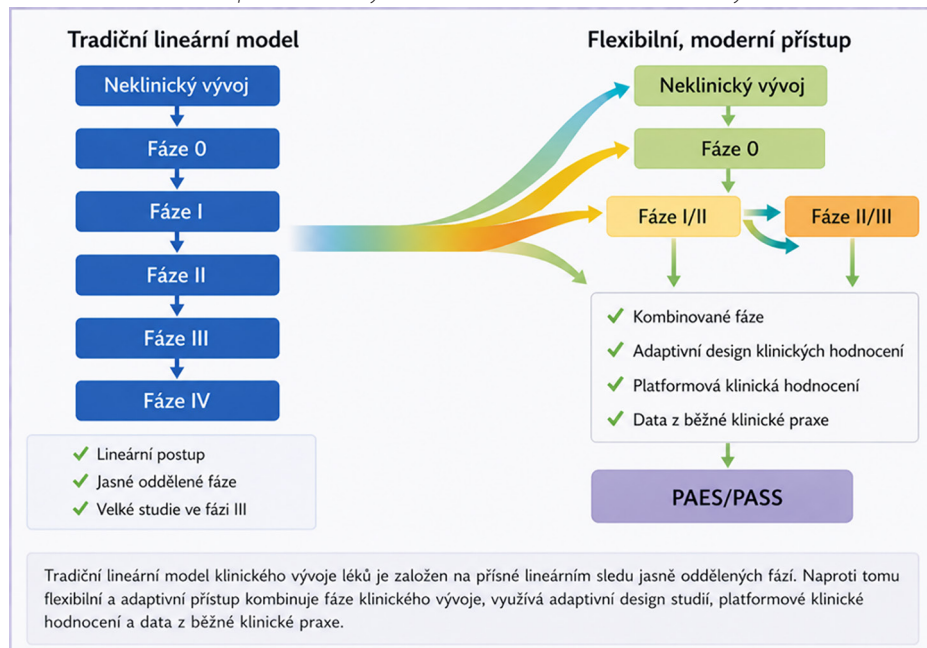 Tradiční lineární model
Neklinický vývoj
Fáze 0
Fáze I
Fáze II
Fáze III
Fáze IV
Lineární postup
Jasné oddělené fáze
Velké studie ve fázi III
Flexibilní, moderní přístup
Neklinický vývoj
Fáze 0
Fáze I/II
Fáze II/III
Kombinované fáze
Adaptivní design klinických hodnocení
Platformová klinická hodnocení
Data z běžné klinické praxe
PAES/PASS
Tradiční lineární model klinického vývoje léků je založen na přísné lineárním sledu jasně oddělených fází. Naproti tomu
flexibilní a adaptivní přístup kombinuje fáze klinického vývoje, využívá adaptivní design studií, platformové klinické
hodnocení a data z běžné klinické praxe.